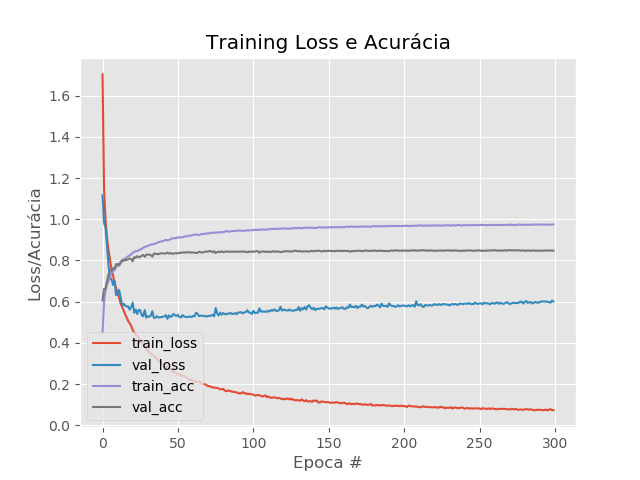 Training Loss e Acurácia
Loss/Acurácia
1.6
1.4
1.2
1.0
0.8
0.6
0.4
0.2
0.0
train_loss
val_loss
train_acc
val_acc
0 50 100 150 200 250 300
Epoca #